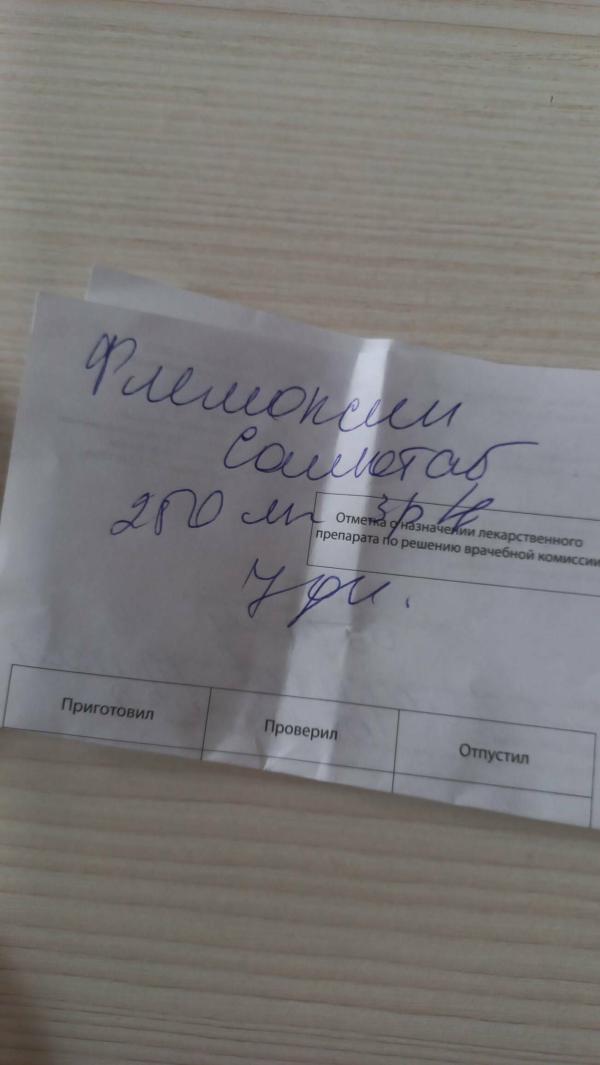 Флемоксин
Солютаб
250 мг 3р/д
Отметка о назначении лекарственного
препарата по решению врачебной комиссии
7 дн.
Приготовил
Проверил
Отпустил